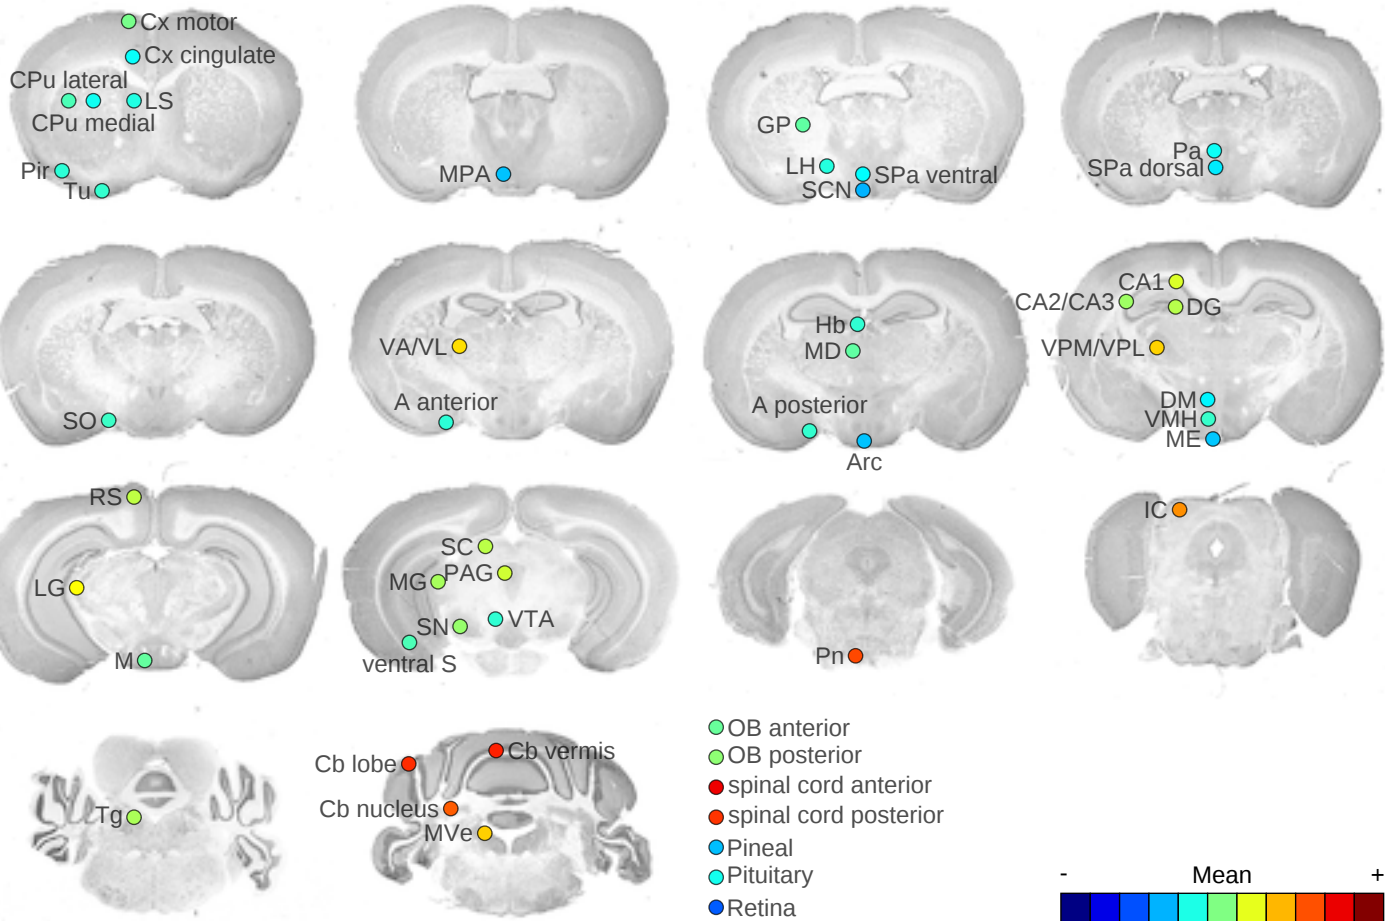 Cx motor
Cx cingulate
CPu lateral
LS
CPu medial
Pir
Tu
MPA
GP
LH
SPa ventral
SCN
Pa
SPa dorsal
SO
VA/VL
A anterior
Hb
MD
A posterior
Arc
CA1
CA2/CA3
DG
VPM/VPL
DM
VMH
ME
RS
LG
M
SC
MG
PAG
SN
VTA
ventral S
Pn
IC
Tg
Cb lobe
Cb vermis
Cb nucleus
MVe
OB anterior
OB posterior
spinal cord anterior
spinal cord posterior
Pineal
Pituitary
Retina
- Mean +